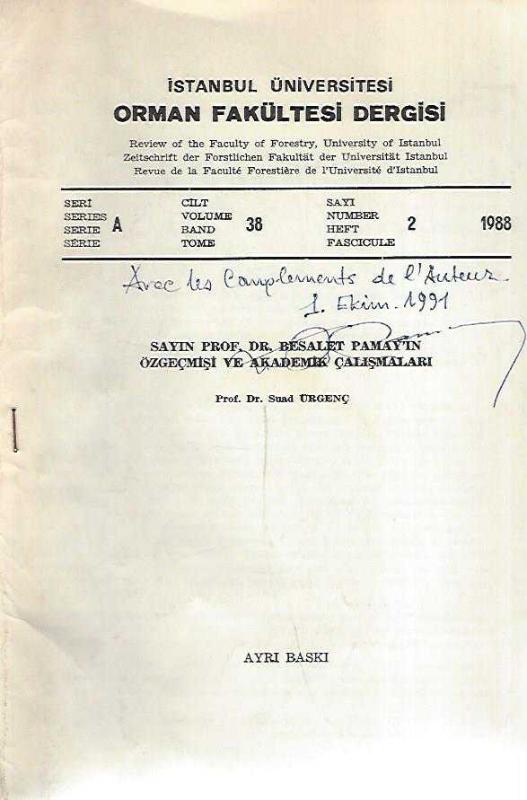 İSTANBUL ÜNİVERSİTESİ
ORMAN FAKÜLTESİ DERGİSİ
Review of the Faculty of Forestry, University of Istanbul
Zeitschrift der Forstlichen Fakultät der Universität Istanbul
Revue de la Faculté Forestière de l'Université d'Istanbul
SERİ CİLT SAYI
SERIES VOLUME NUMBER
SERIE A BAND 38 HEFT 2 1988
SÉRIE TOME FASCICULE
Avec les Complements de l'Auteur
1. Ekim. 1991
SAYIN PROF. DR. BESALET PAMAY'IN
ÖZGEÇMİŞİ VE AKADEMİK ÇALIŞMALARI
Prof. Dr. Suad ÜRGENÇ
AYRI BASKI